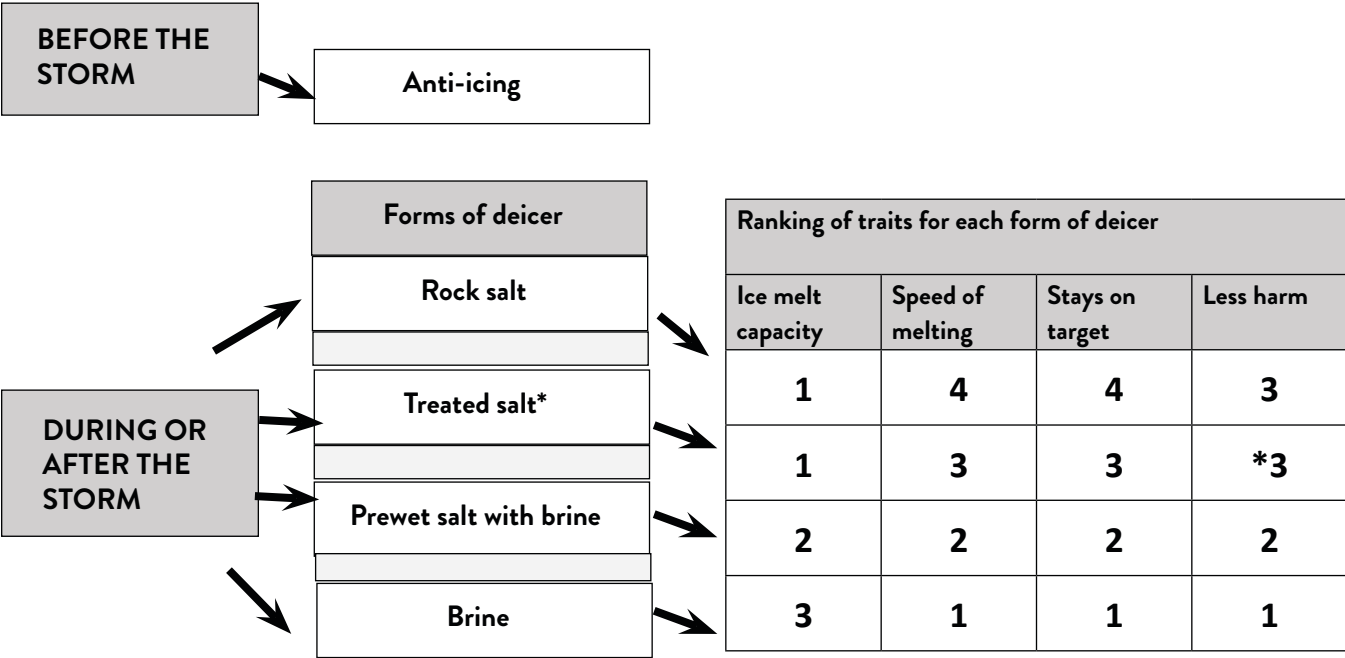 BEFORE THE
STORM
Anti-icing
Forms of deicer
Rock salt
Treated salt*
Prewet salt with brine
Brine
DURING OR
AFTER THE
STORM
Ranking of traits for each form of deicer
Ice melt capacity Speed of melting Stays on target Less harm
1 4 4 3
1 3 3 *3
2 2 2 2
3 1 1 1